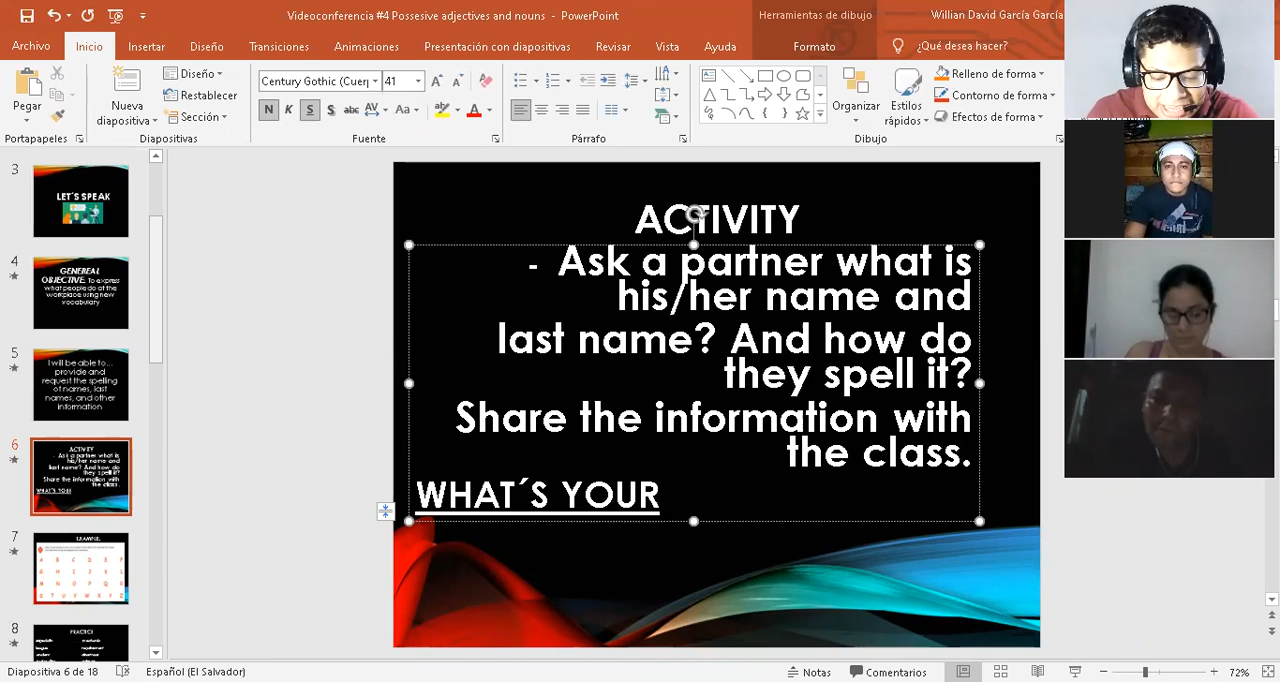 Videoconferencia #4 Possesive adjectives and nouns - PowerPoint
Herramientas de dibujo
Willian David García García
Archivo
Inicio
Insertar
Diseño
Transiciones
Animaciones
Presentación con diapositivas
Revisar
Vista
Ayuda
Formato
¿Qué desea hacer?
Pegar
Nueva diapositiva
Diseño
Restablecer
Sección
Century Gothic (Cuerp
41
N K S S abc AV Aa A
Organizar
Estilos rápidos
Relleno de forma
Contorno de forma
Efectos de forma
Portapapeles
Diapositivas
Fuente
Párrafo
Dibujo
3
LET´S SPEAK
4
GENEREAL
OBJECTIVE. To express
what people do at the
workplace using new
vocabulary
5
I will be able to...
provide and
request the spelling
of names, last
names, and other
information
6
ACTIVITY
- Ask a partner what is
his/her name and
last name? And how do
they spell it?
Share the information with
the class.
WHAT´S YOUR
7
EXAMPLE
8
PRACTICE
ACTIVITY
- Ask a partner what is
his/her name and
last name? And how do
they spell it?
Share the information with
the class.
WHAT´S YOUR
Diapositiva 6 de 18
Español (El Salvador)
Notas
Comentarios
72%